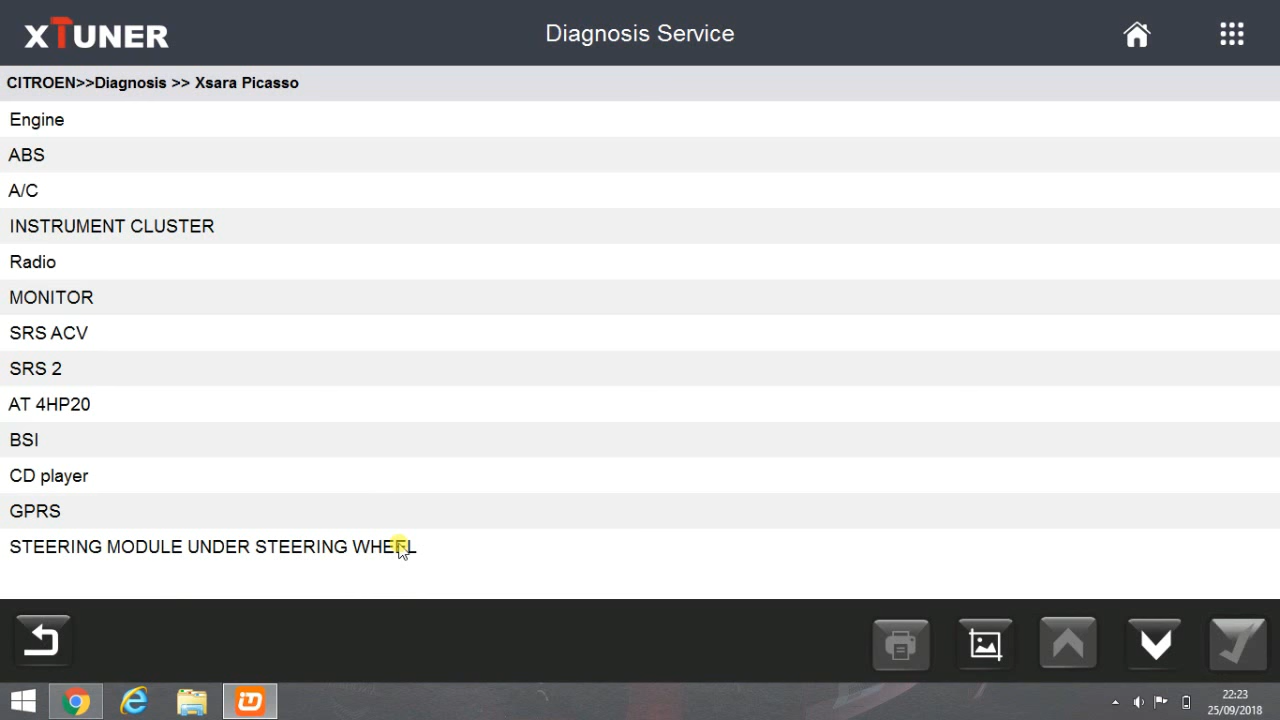 XTUNER
Diagnosis Service
CITROEN>>Diagnosis >> Xsara Picasso
Engine
ABS
A/C
INSTRUMENT CLUSTER
Radio
MONITOR
SRS ACV
SRS 2
AT 4HP20
BSI
CD player
GPRS
STEERING MODULE UNDER STEERING WHEEL
22:23
25/09/2018